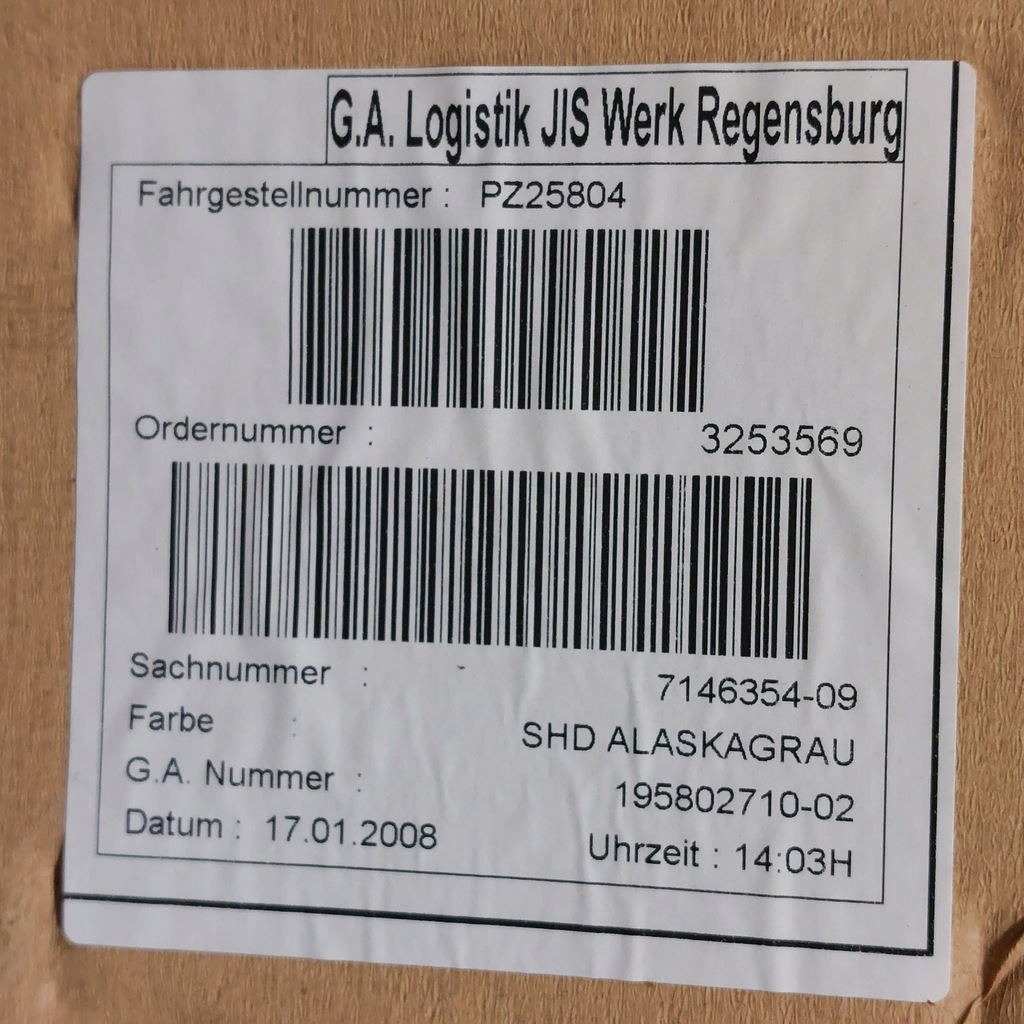 G.A. Logistik JIS Werk Regensburg
Fahrgestellnummer : PZ25804
Ordernummer : 3253569
Sachnummer : 7146354-09
Farbe : SHD ALASKAGRAU
G.A. Nummer : 195802710-02
Datum : 17.01.2008 Uhrzeit : 14:03H